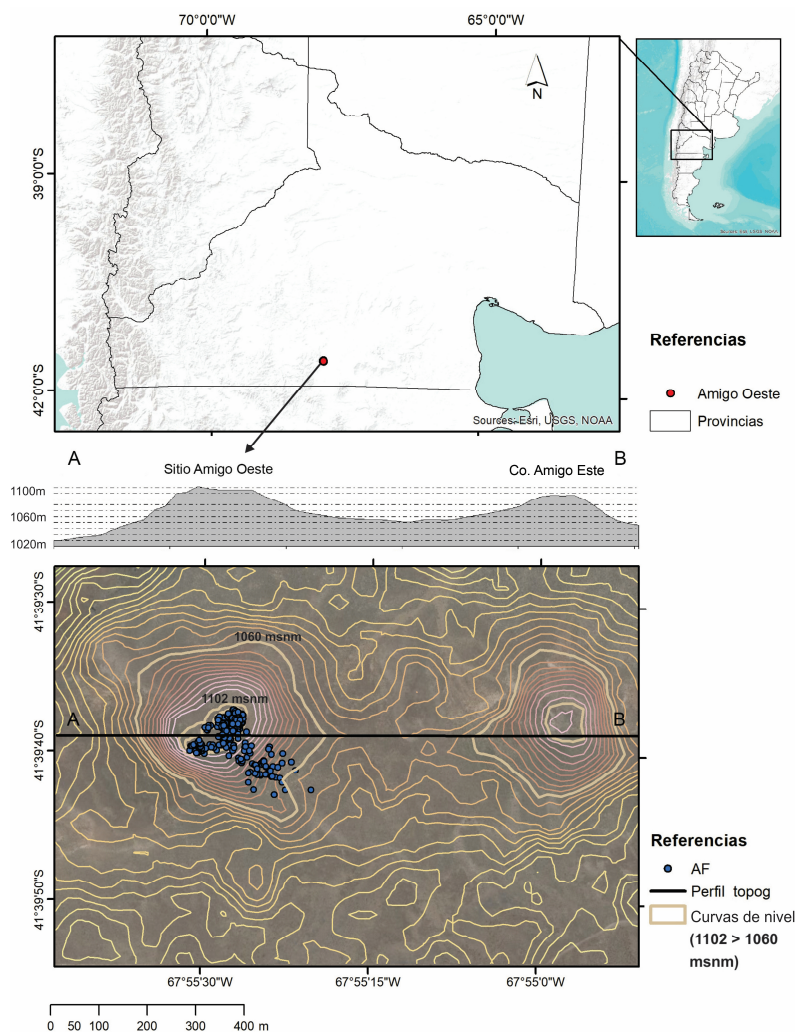 70°0'0"W
65°0'0"W
N
39°0'0"S
42°0'0"S
Sources: Esri, USGS, NOAA
Referencias
Amigo Oeste
Provincias
A
Sitio Amigo Oeste
Co. Amigo Este
B
1100m
1060m
1020m
41°39'30"S
41°39'40"S
41°39'50"S
1060 msnm
1102 msnm
A
B
67°55'30"W
67°55'15"W
67°55'0"W
Referencias
AF
Perfil topog
Curvas de nivel
(1102 > 1060
msnm)
0 50 100 200 300 400 m